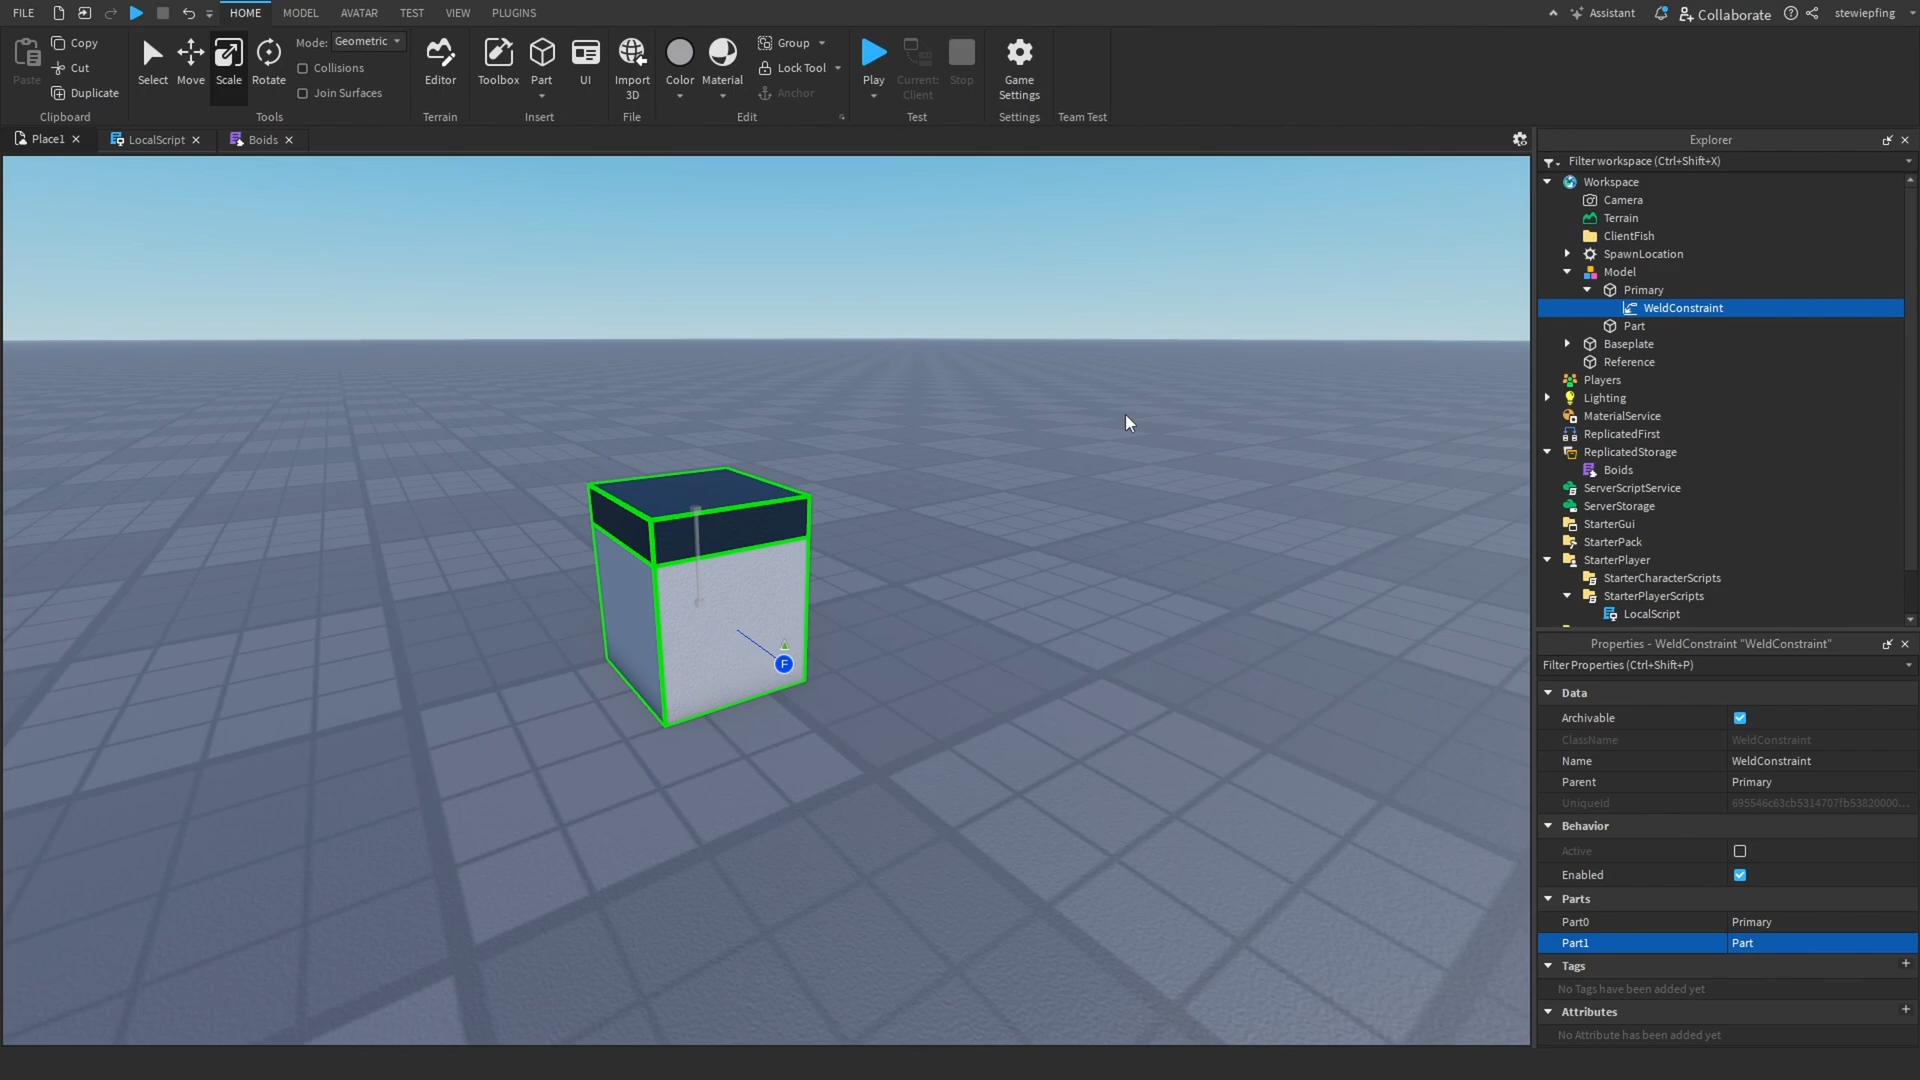 FILE HOME MODEL AVATAR TEST VIEW PLUGINS Assistant Collaborate stewiepfing
Paste Copy Cut Duplicate Clipboard
Select Move Scale Rotate Mode: Geometric Collisions Join Surfaces Tools
Editor Terrain
Toolbox Part UI Insert
Import 3D File
Color Material Group Lock Tool Anchor Edit
Play Current: Client Stop Test
Game Settings Settings
Team Test
Place1 LocalScript Boids
F
Explorer
Filter workspace (Ctrl+Shift+X)
Workspace
Camera
Terrain
ClientFish
SpawnLocation
Model
Primary
WeldConstraint
Part
Baseplate
Reference
Players
Lighting
MaterialService
ReplicatedFirst
ReplicatedStorage
Boids
ServerScriptService
ServerStorage
StarterGui
StarterPack
StarterPlayer
StarterCharacterScripts
StarterPlayerScripts
LocalScript
Properties - WeldConstraint "WeldConstraint"
Filter Properties (Ctrl+Shift+P)
Data
Archivable
ClassName WeldConstraint
Name WeldConstraint
Parent Primary
UniqueId 695546c63cb5314707fb53820000...
Behavior
Active
Enabled
Parts
Part0 Primary
Part1 Part
Tags
No Tags have been added yet
Attributes
No Attribute has been added yet